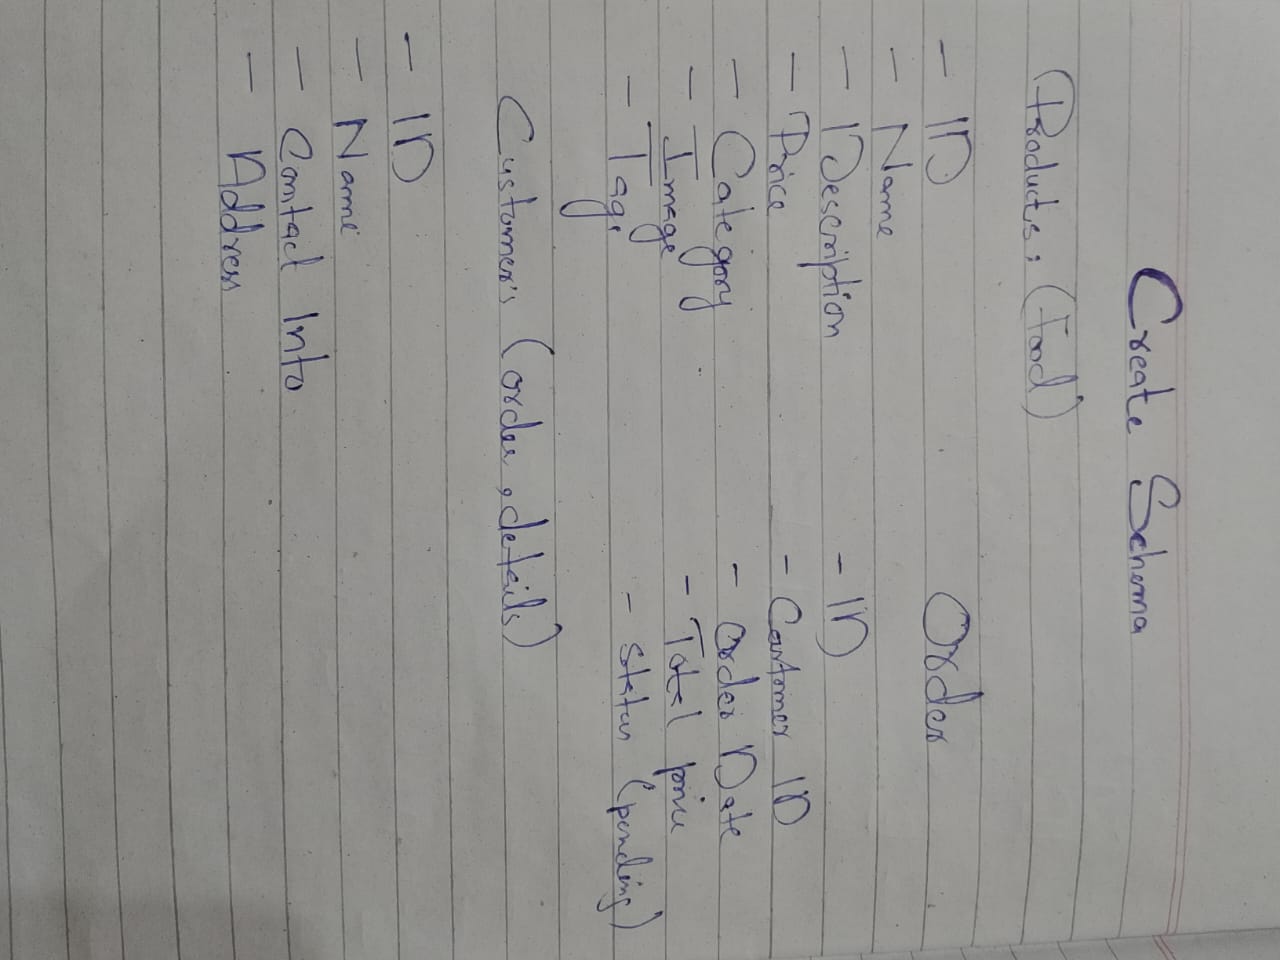 Create Schema
Products, (Food)
- ID
- Name
- Description
- Price
- Category
- Image
- Tags
Order
- ID
- Customer ID
- Order Date
- Total price
- Status (pending)
Customer's (order, details)
- ID
- Name
- Contact Info
- Address